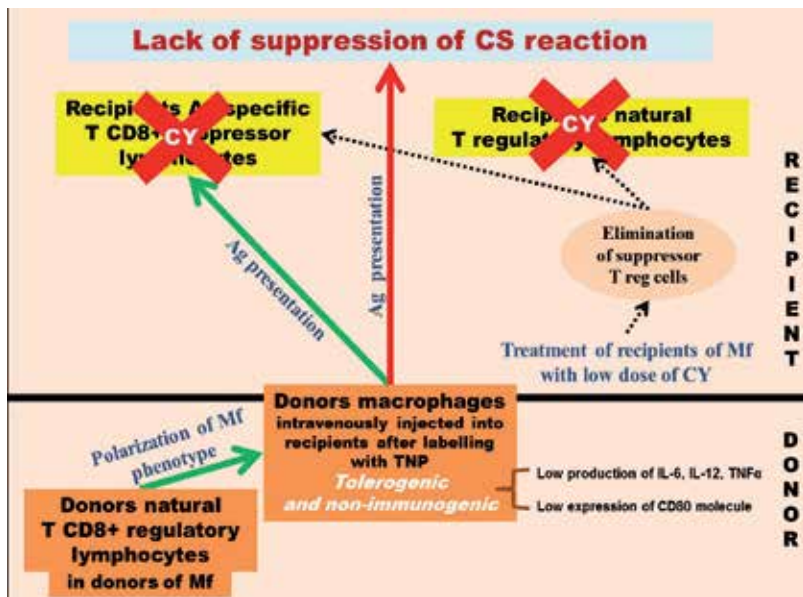 Lack of suppression of CS reaction
Recipients specific
T CD8+ suppressor
lymphocytes
CY
Recipients natural
T regulatory lymphocytes
CY
Elimination
of suppressor
T reg cells
Ag presentation
Ag presentation
Treatment of recipients of Mf
with low dose of CY
RECIPIENT
Donors macrophages
intravenously injected into
recipients after labelling
with TNP
Tolerogenic
and non-immunogenic
Polarization of Mf
phenotype
Low production of IL-6, IL-12, TNFα
Low expression of CD80 molecule
Donors natural
T CD8+ regulatory
lymphocytes
in donors of Mf
DONOR